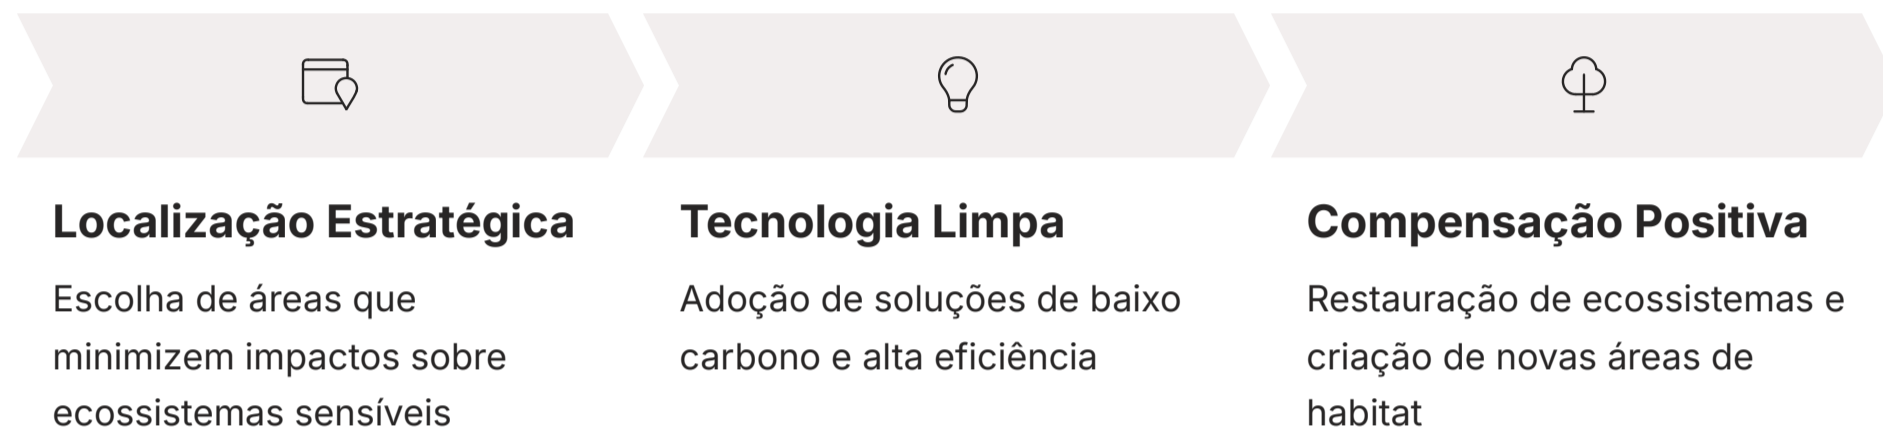 Localização Estratégica
Escolha de áreas que
minimizem impactos sobre
ecossistemas sensíveis
Tecnologia Limpa
Adoção de soluções de baixo
carbono e alta eficiência
Compensação Positiva
Restauração de ecossistemas e
criação de novas áreas de
habitat